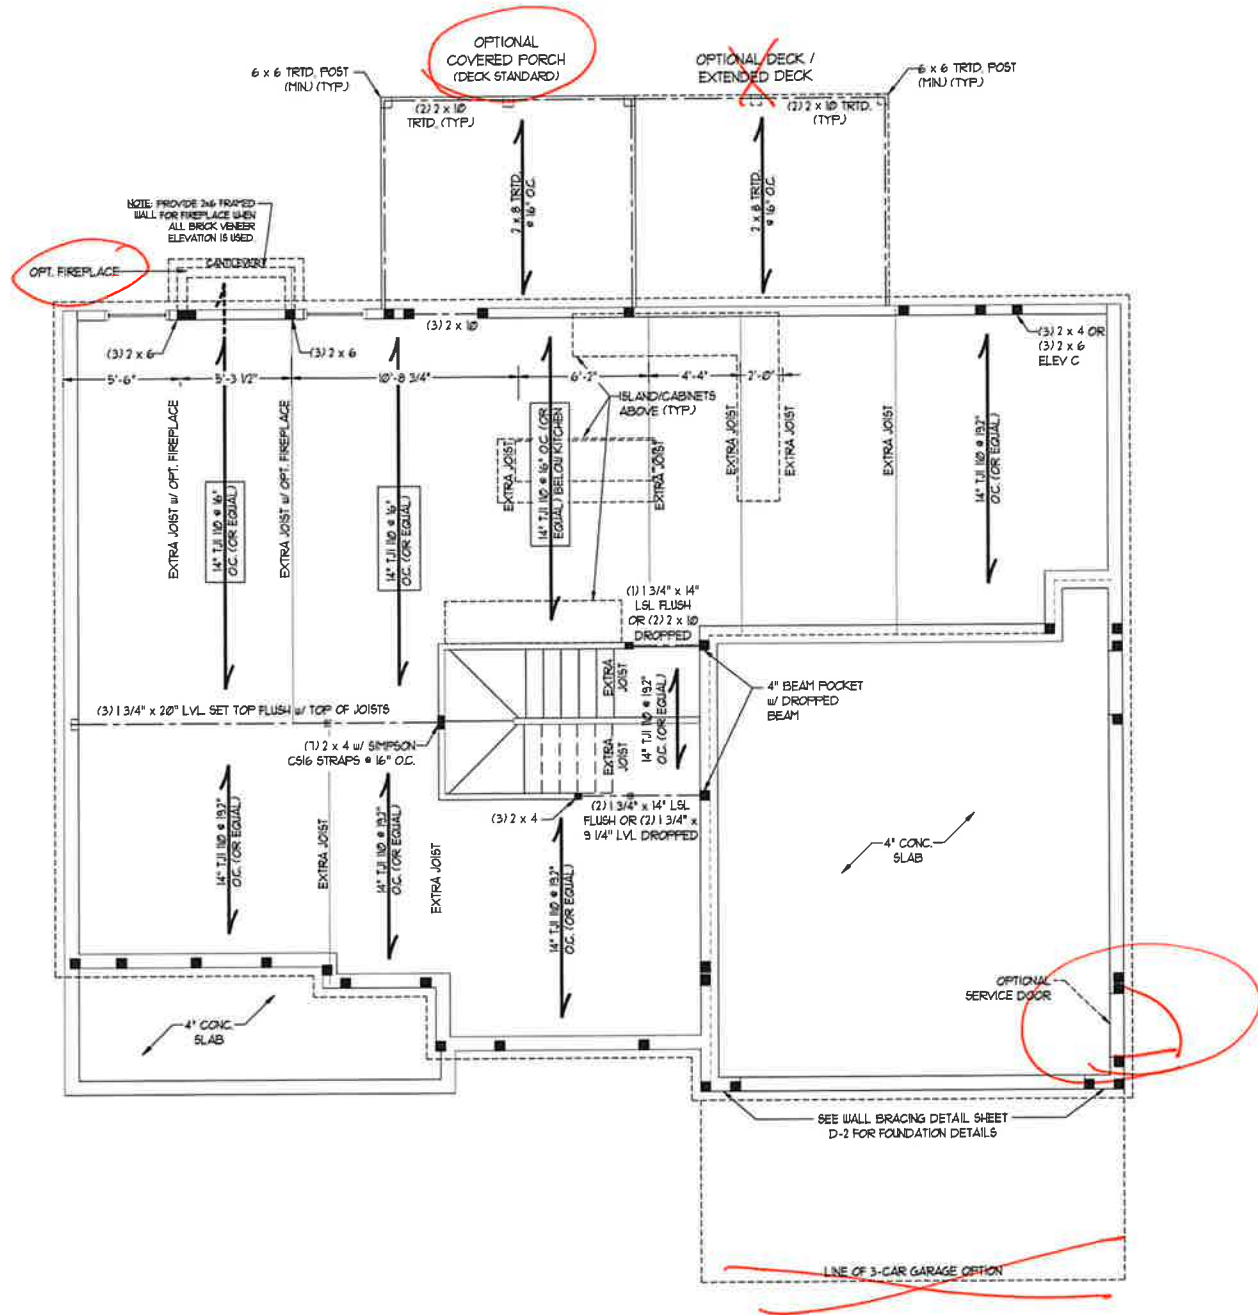 OPTIONAL
COVERED PORCH
(DECK STANDARD)
OPTIONAL DECK /
EXTENDED DECK
6 x 6 TRTD. POST
(MIN.) (TYP.)
6 x 6 TRTD. POST
(MIN.) (TYP.)
(2) 2 x 10
TRTD. (TYP.)
(2) 2 x 10 TRTD.
(TYP.)
2 x 8 TRTD.
@ 16" O.C.
2 x 8 TRTD.
@ 16" O.C.
NOTE: PROVIDE 2x6 FRAMED
WALL FOR FIREPLACE WHEN
ALL BRICK VENEER
ELEVATION IS USED.
CANTILEVER
OPT. FIREPLACE
(3) 2 x 6
(3) 2 x 6
(3) 2 x 10
(3) 2 x 4 OR
(3) 2 x 6
ELEV C
5'-6"
5'-3 1/2"
10'-8 3/4"
6'-2"
4'-4"
2'-0"
ISLAND/CABINETS
ABOVE (TYP.)
EXTRA JOIST w/ OPT. FIREPLACE
14" TJI 110 @ 16"
O.C. (OR EQUAL)
EXTRA JOIST w/ OPT. FIREPLACE
14" TJI 110 @ 16"
O.C. (OR EQUAL)
EXTRA JOIST
14" TJI 110 @ 16" O.C. (OR
EQUAL) BELOW KITCHEN
EXTRA JOIST
EXTRA JOIST
EXTRA JOIST
EXTRA JOIST
14" TJI 110 @ 19.2"
O.C. (OR EQUAL)
(1) 1 3/4" x 14"
LSL FLUSH
OR (2) 2 x 10
DROPPED
4" BEAM POCKET
w/ DROPPED
BEAM
(3) 1 3/4" x 20" LVL SET TOP FLUSH w/ TOP OF JOISTS
(7) 2 x 4 w/ SIMPSON
CS16 STRAPS @ 16" O.C.
EXTRA
JOIST
EXTRA
JOIST
14" TJI 110 @ 19.2"
O.C. (OR EQUAL)
(3) 2 x 4
(2) 1 3/4" x 14" LSL
FLUSH OR (2) 1 3/4" x
9 1/4" LVL DROPPED
14" TJI 110 @ 19.2"
O.C. (OR EQUAL)
EXTRA JOIST
14" TJI 110 @ 19.2"
O.C. (OR EQUAL)
EXTRA JOIST
14" TJI 110 @ 19.2"
O.C. (OR EQUAL)
4" CONC.
SLAB
OPTIONAL
SERVICE DOOR
4" CONC.
SLAB
SEE WALL BRACING DETAIL SHEET
D-2 FOR FOUNDATION DETAILS
LINE OF 3-CAR GARAGE OPTION